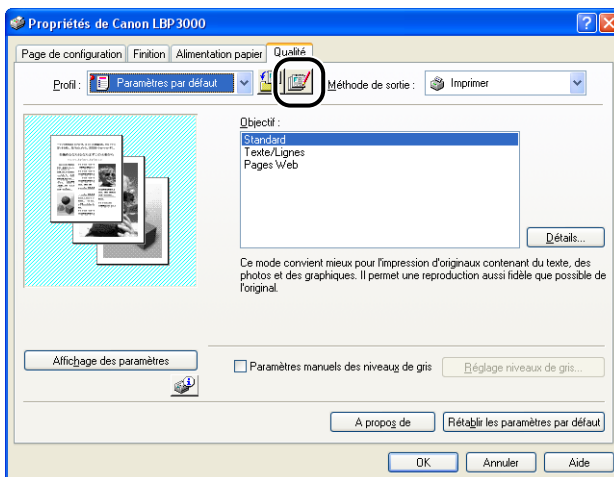 Propriétés de Canon LBP3000
Page de configuration Finition Alimentation papier Qualité
Profil : Paramètres par défaut Méthode de sortie : Imprimer
Objectif :
Standard
Texte/Lignes
Pages Web
Détails...
Ce mode convient mieux pour l'impression d'originaux contenant du texte, des
photos et des graphiques. Il permet une reproduction aussi fidèle que possible de
l'original.
Affichage des paramètres
Paramètres manuels des niveaux de gris Réglage niveaux de gris...
A propos de Rétablir les paramètres par défaut
OK Annuler Aide